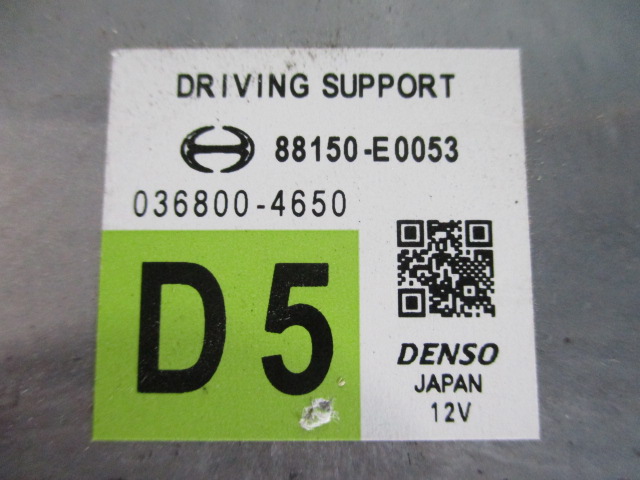 DRIVING SUPPORT
88150-E0053
036800-4650
D5
DENSO
JAPAN
12V